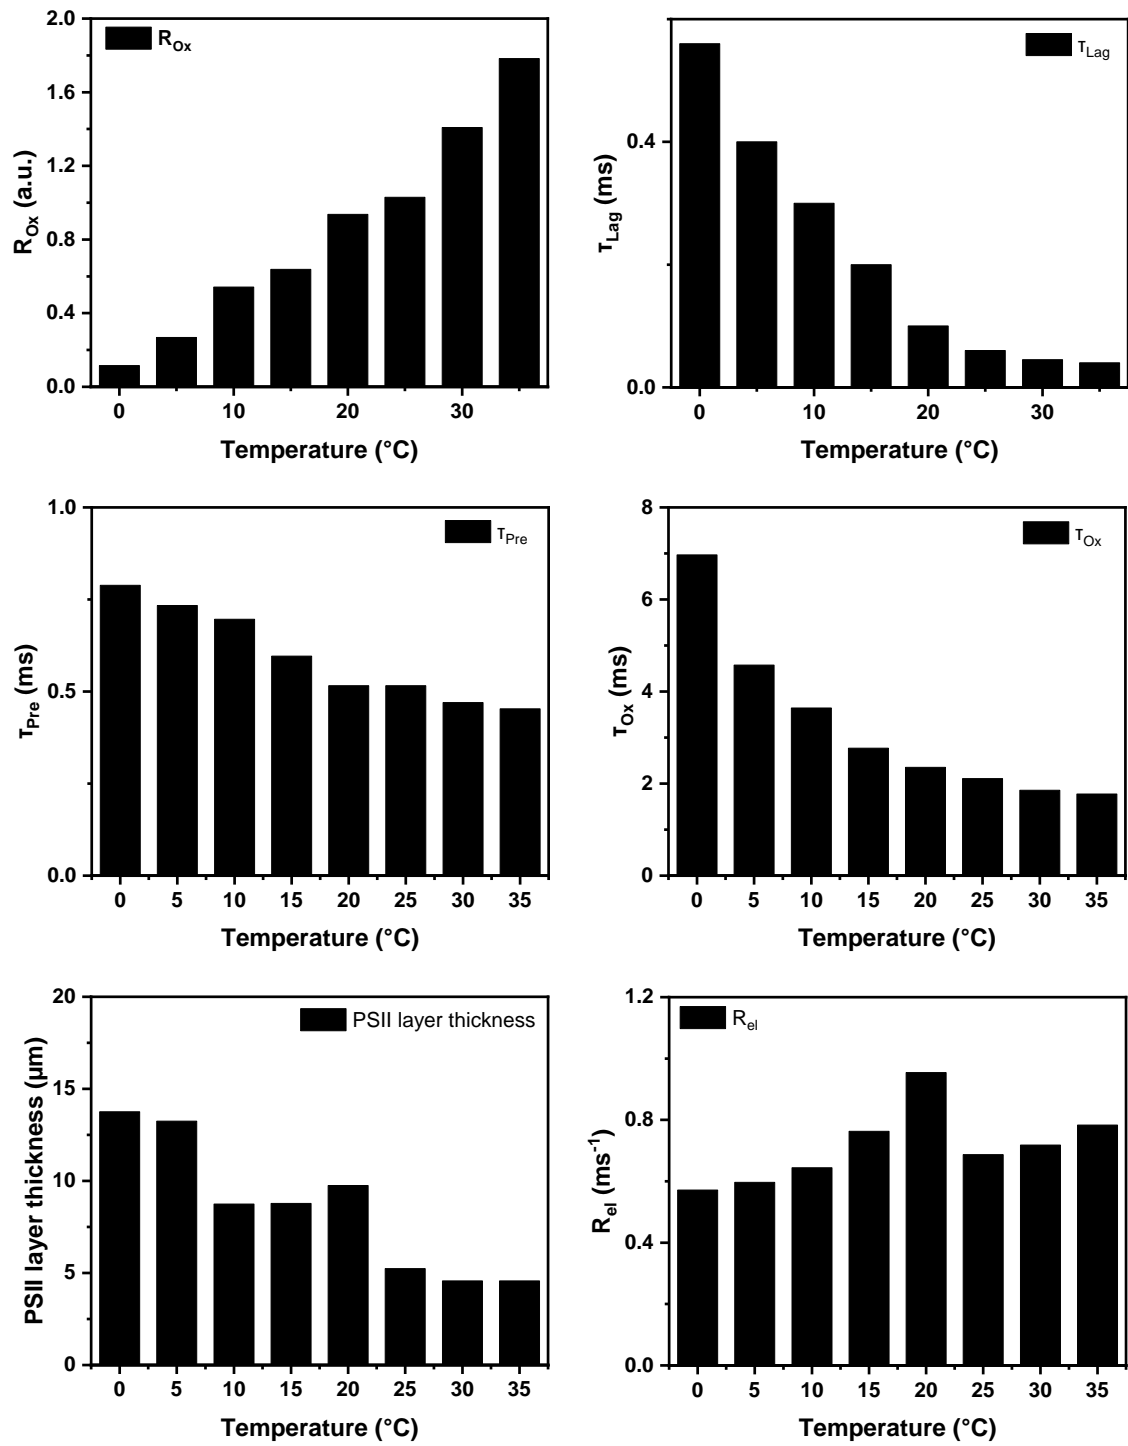 R_Ox
R_Ox (a.u.)
2.0
1.6
1.2
0.8
0.4
0.0
0 10 20 30
Temperature (°C)
τ_Lag
τ_Lag (ms)
0.4
0.0
0 10 20 30
Temperature (°C)
τ_Pre
τ_Pre (ms)
1.0
0.5
0.0
0 5 10 15 20 25 30 35
Temperature (°C)
τ_Ox
τ_Ox (ms)
8
6
4
2
0
0 5 10 15 20 25 30 35
Temperature (°C)
PSII layer thickness
PSII layer thickness (µm)
20
15
10
5
0
0 5 10 15 20 25 30 35
Temperature (°C)
R_el
R_el (ms⁻¹)
1.2
0.8
0.4
0.0
0 5 10 15 20 25 30 35
Temperature (°C)